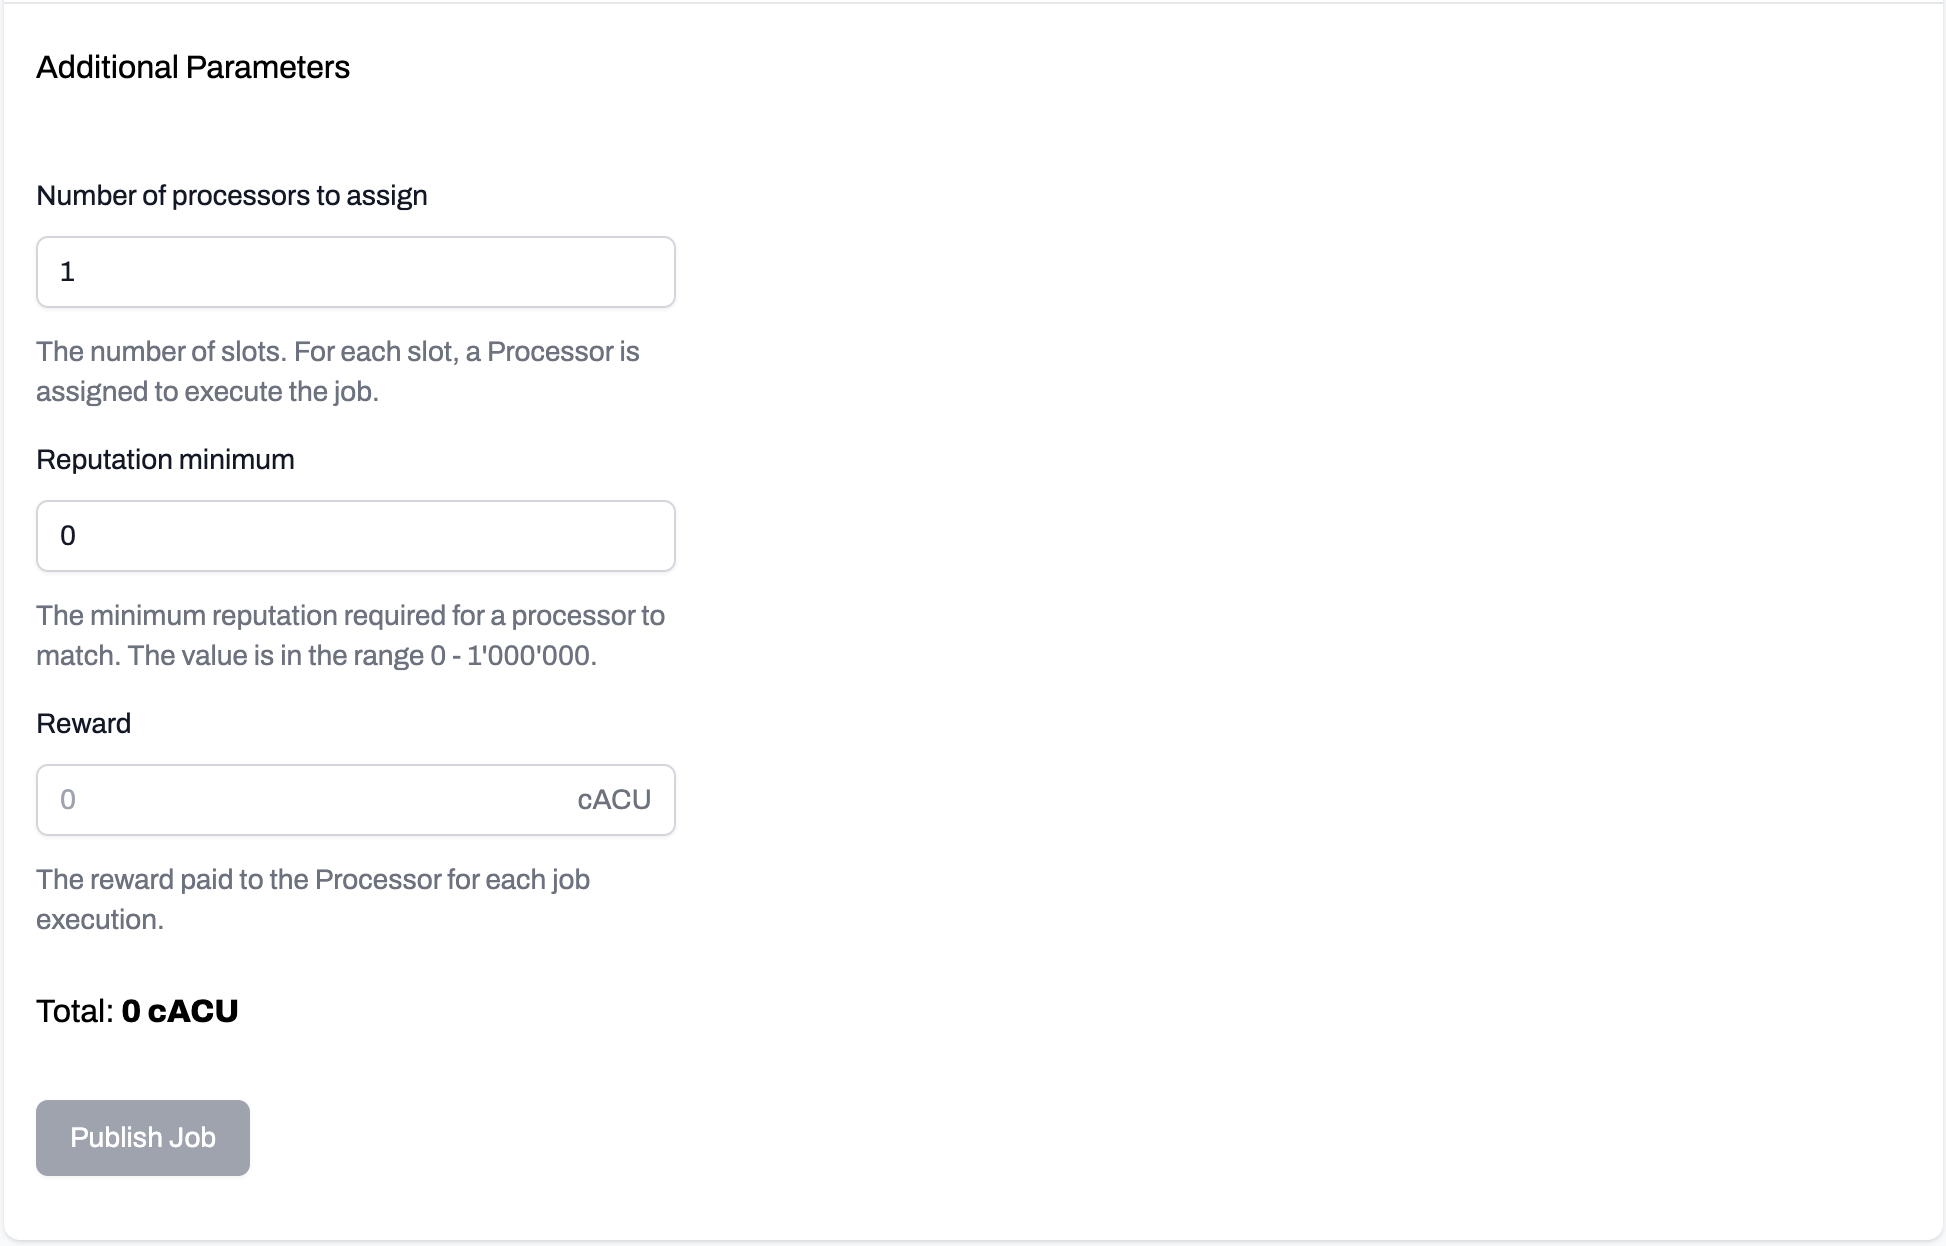 Additional Parameters
Number of processors to assign
1
The number of slots. For each slot, a Processor is
assigned to execute the job.
Reputation minimum
0
The minimum reputation required for a processor to
match. The value is in the range 0 - 1'000'000.
Reward
0 cACU
The reward paid to the Processor for each job
execution.
Total: 0 cACU
Publish Job